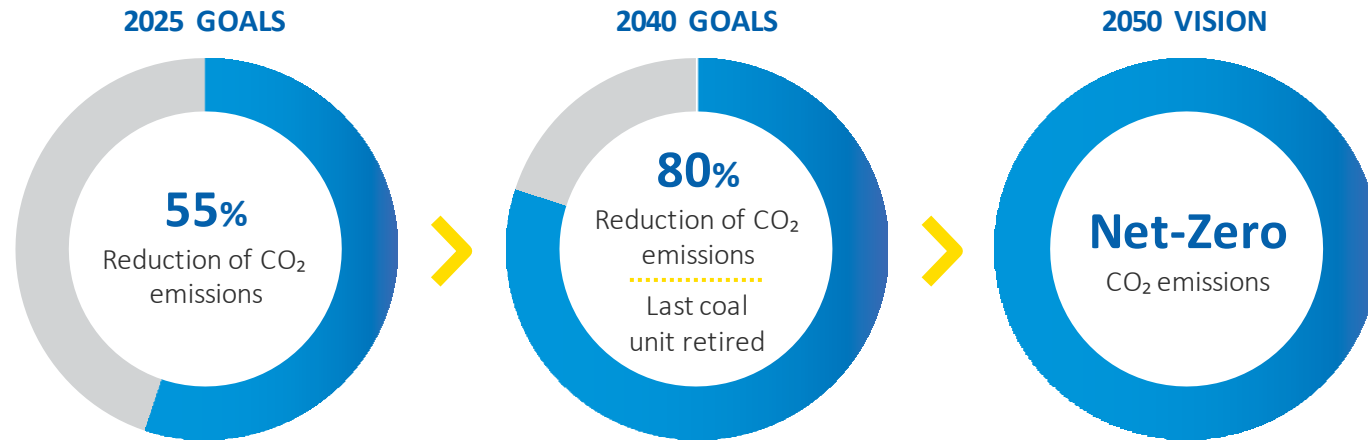 2025 GOALS
55%
Reduction of CO₂
emissions
2040 GOALS
80%
Reduction of CO₂
emissions
Last coal
unit retired
2050 VISION
Net-Zero
CO₂ emissions